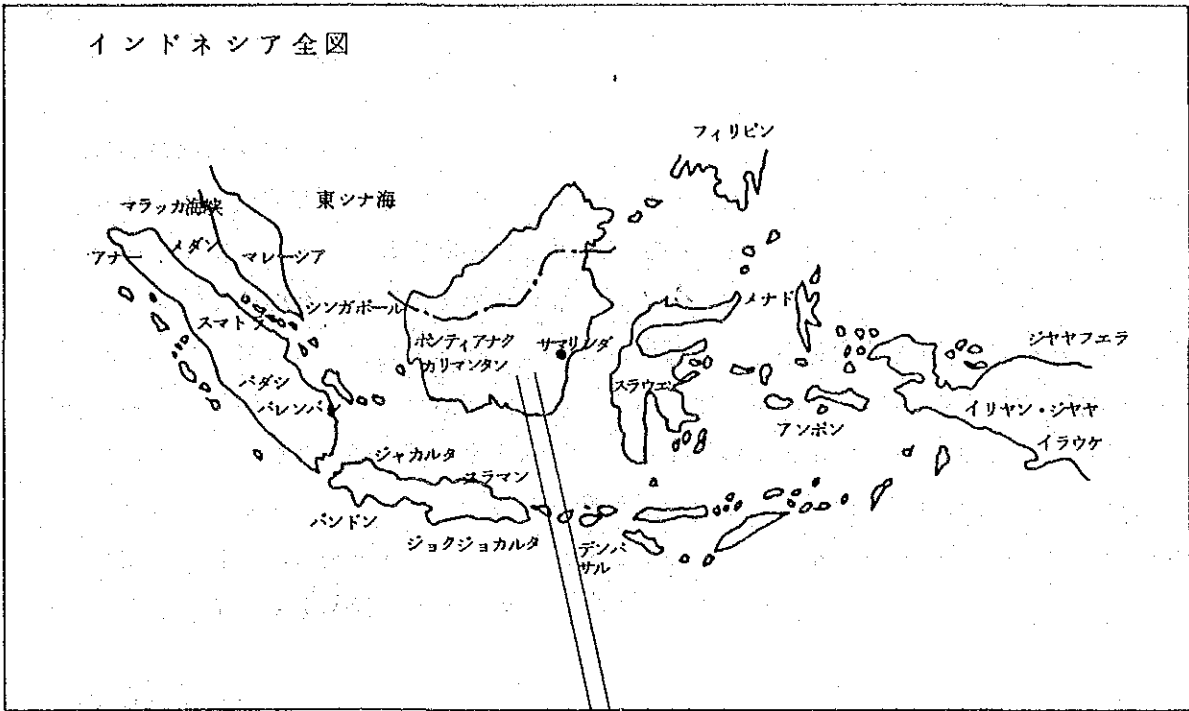 インドネシア全図
フィリピン
東シナ海
マラッカ海峡
メダン
アナー
マレーシア
シンガポール
メナド
スマトラ
ポンティアナク
サマリンダ
ジヤヤフエラ
カリマンタン
パダシ
スラウエシ
パレンバン
イリヤン・ジヤヤ
アンボン
イラウケ
ジャカルタ
スラマン
バンドン
ジョクジョカルタ
デンパ
サル